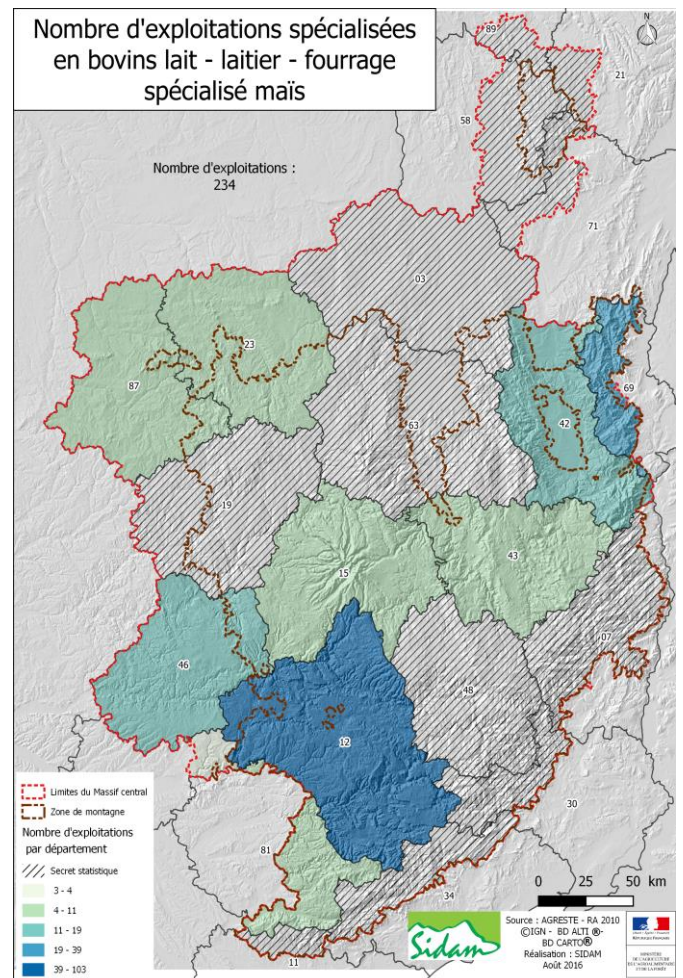 Nombre d'exploitations spécialisées
en bovins lait - laitier - fourrage
spécialisé maïs
N
89
21
58
Nombre d'exploitations :
234
71
03
23
87
69
42
63
19
15
43
07
46
48
12
30
81
34
11
Limites du Massif central
Zone de montagne
Nombre d'exploitations
par département
Secret statistique
3 - 4
4 - 11
11 - 19
19 - 39
39 - 103
0 25 50 km
Sidam
Source : AGRESTE - RA 2010
©IGN - BD ALTI ®-
BD CARTO®
Réalisation : SIDAM
Août 2016